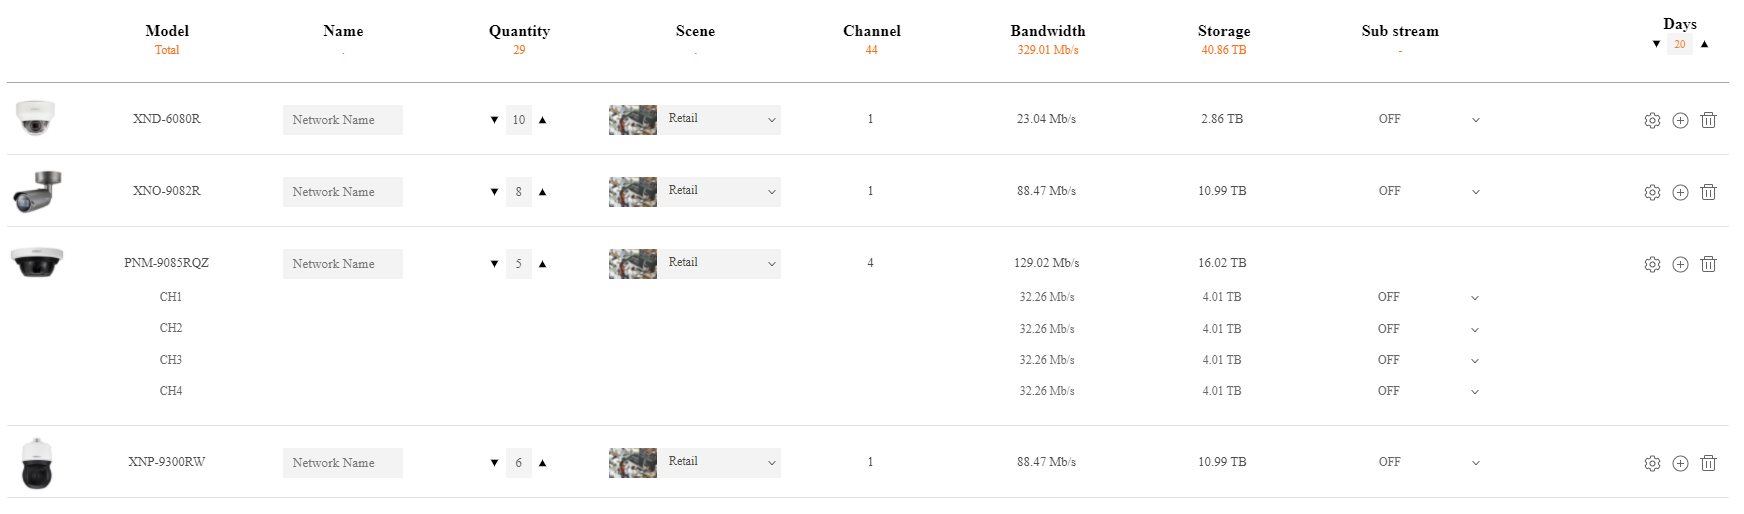 Model Name Quantity Scene Channel Bandwidth Storage Sub stream Days
Total . 29 . 44 329.01 Mb/s 40.86 TB - ▼ 20 ▲
XND-6080R Network Name ▼ 10 ▲ Retail 1 23.04 Mb/s 2.86 TB OFF
XNO-9082R Network Name ▼ 8 ▲ Retail 1 88.47 Mb/s 10.99 TB OFF
PNM-9085RQZ Network Name ▼ 5 ▲ Retail 4 129.02 Mb/s 16.02 TB
CH1 32.26 Mb/s 4.01 TB OFF
CH2 32.26 Mb/s 4.01 TB OFF
CH3 32.26 Mb/s 4.01 TB OFF
CH4 32.26 Mb/s 4.01 TB OFF
XNP-9300RW Network Name ▼ 6 ▲ Retail 1 88.47 Mb/s 10.99 TB OFF